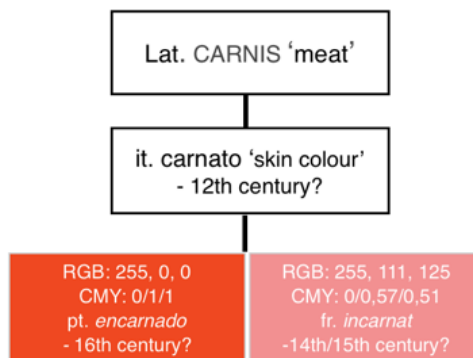 Lat. CARNIS ‘meat’
it. carnato ‘skin colour’
- 12th century?
RGB: 255, 0, 0
CMY: 0/1/1
pt. encarnado
- 16th century?
RGB: 255, 111, 125
CMY: 0/0,57/0,51
fr. incarnat
-14th/15th century?